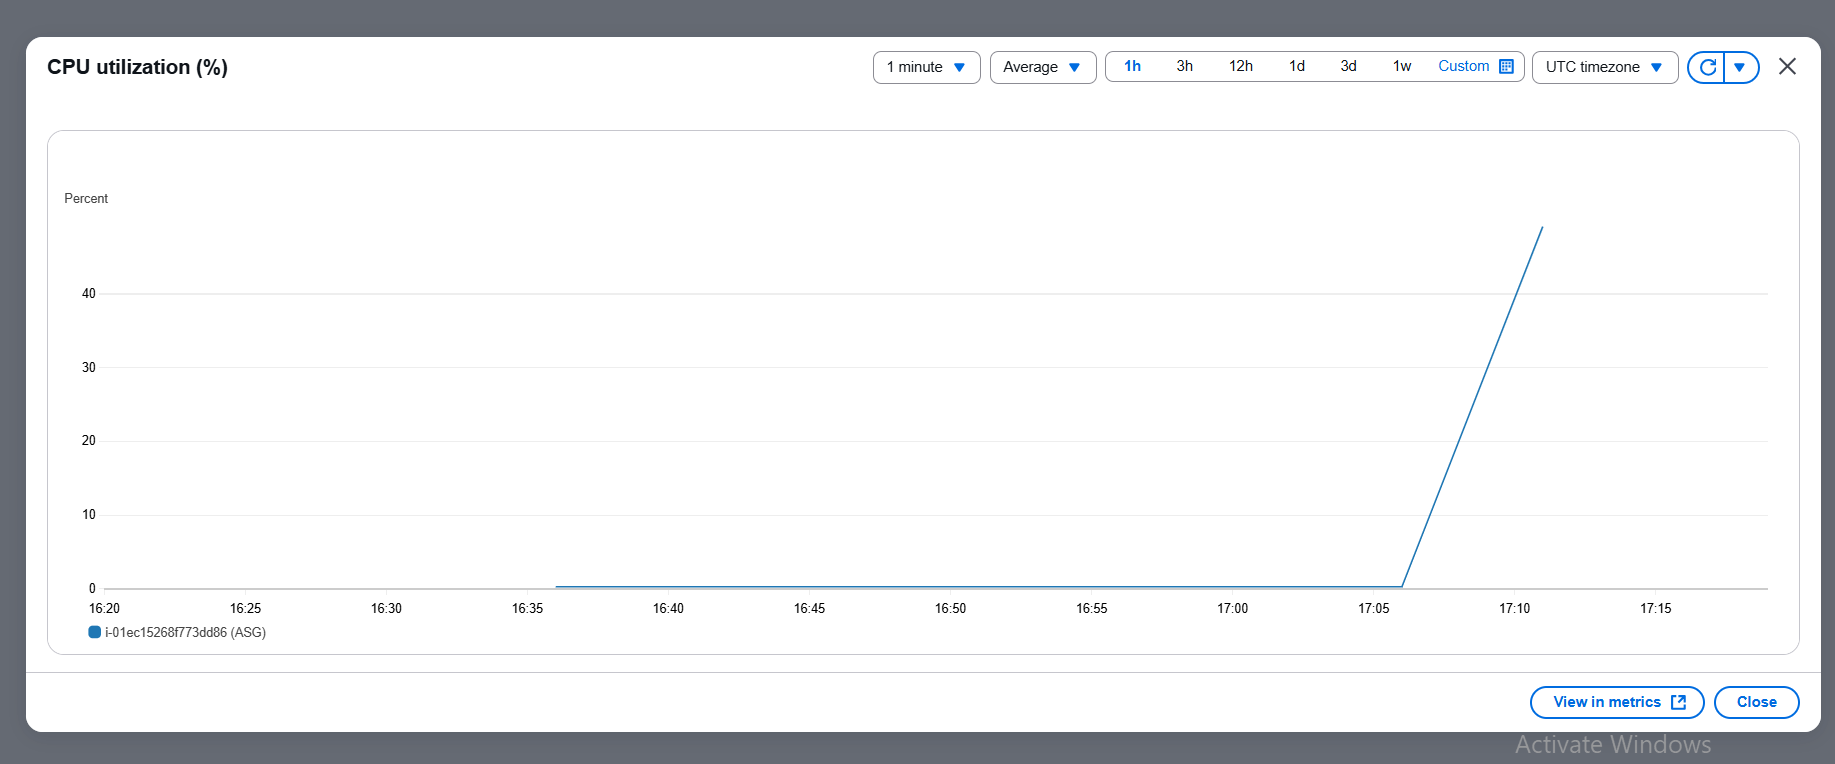 CPU utilization (%)
1 minute Average 1h 3h 12h 1d 3d 1w Custom UTC timezone
Percent
40
30
20
10
0
16:20 16:25 16:30 16:35 16:40 16:45 16:50 16:55 17:00 17:05 17:10 17:15
i-01ec15268f773dd86 (ASG)
View in metrics Close
Activate Windows